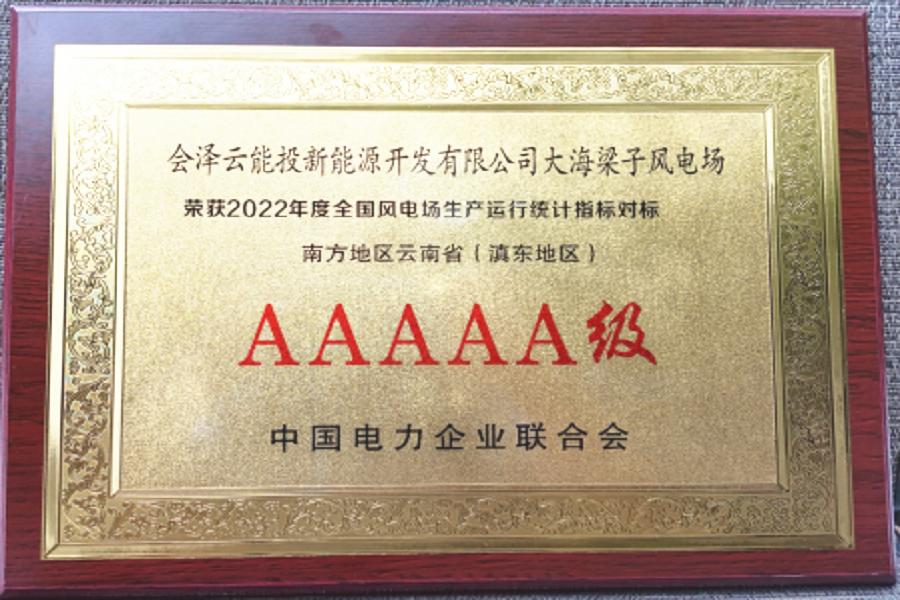 会泽云能投新能源开发有限公司大海梁子风电场
荣获2022年度全国风电场生产运行统计指标对标
南方地区云南省（滇东地区）
AAAAA级
中国电力企业联合会